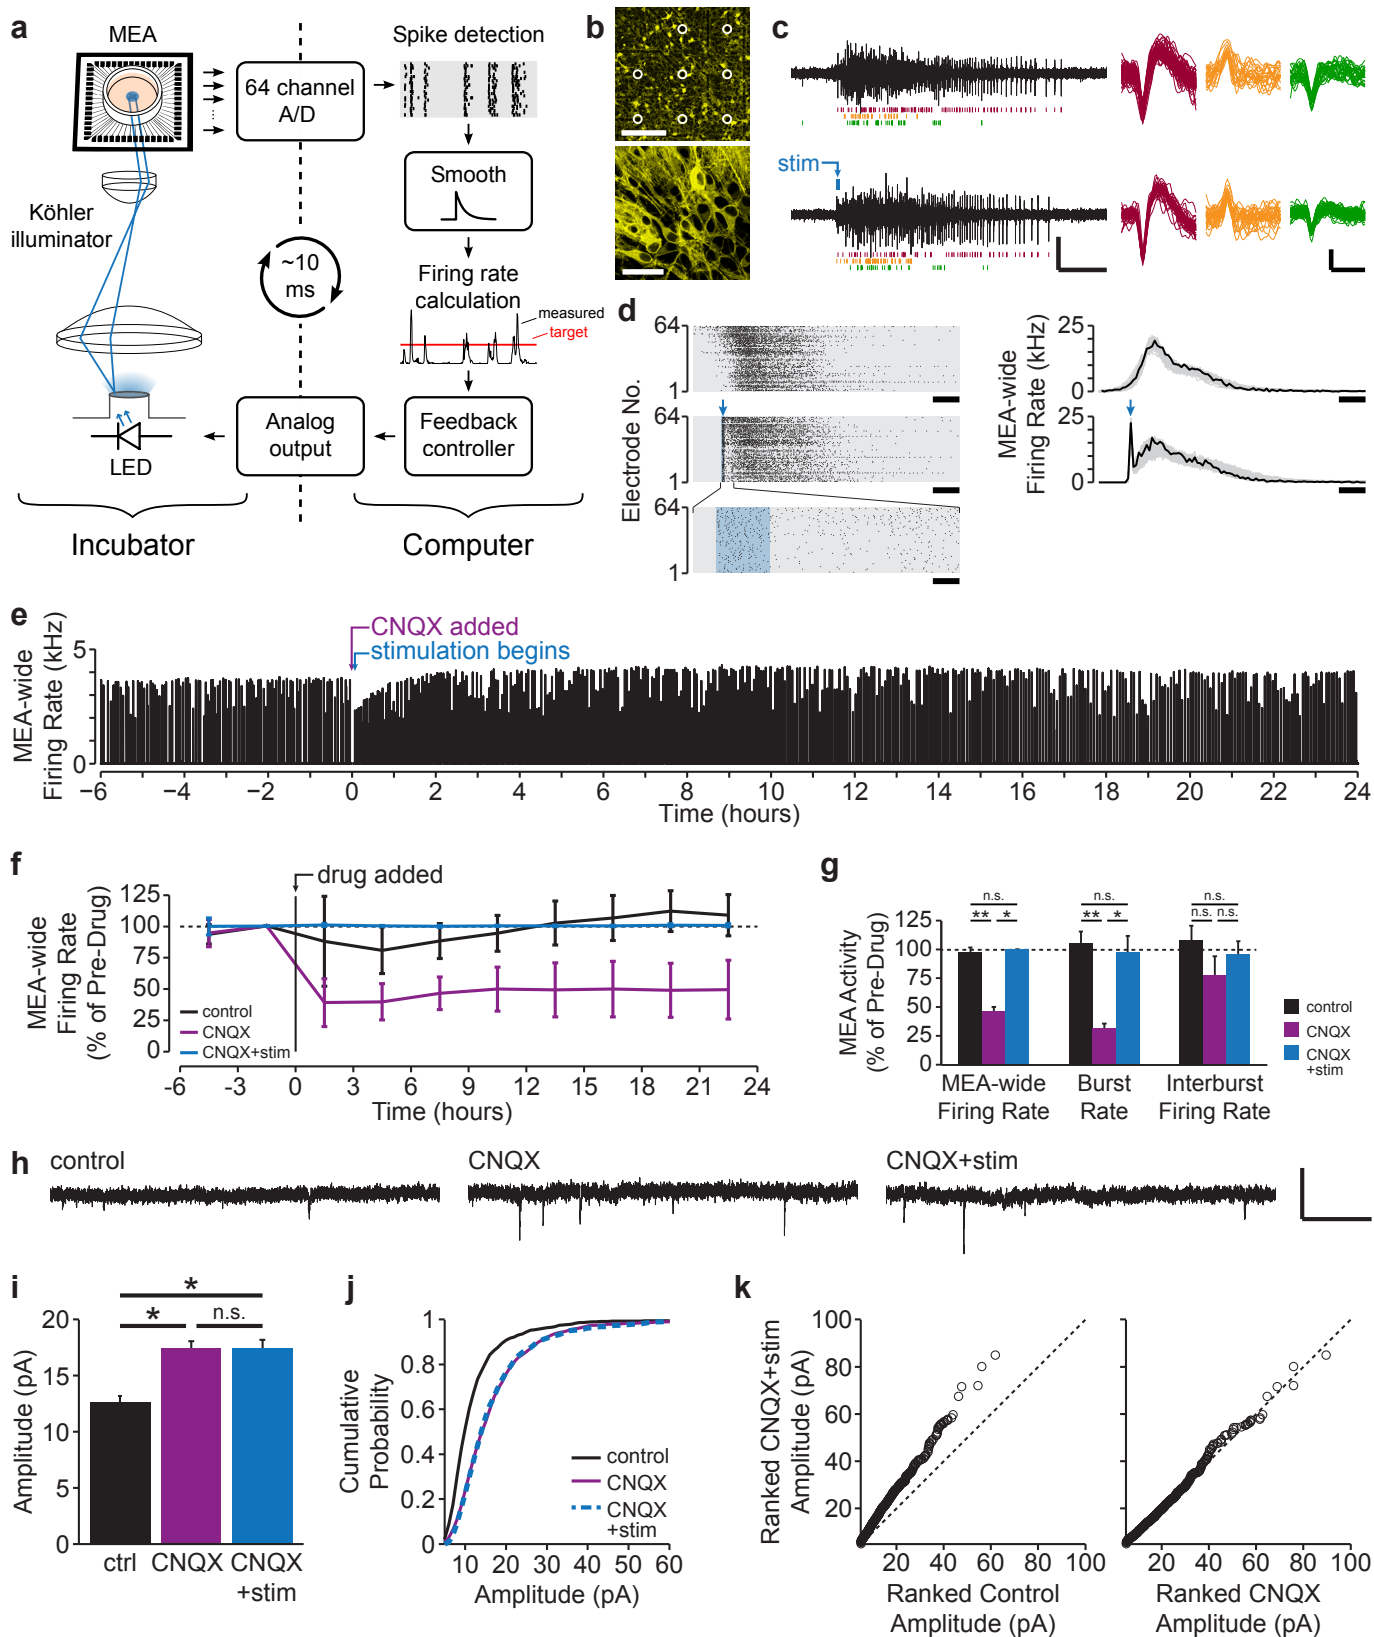 a
MEA
64 channel
A/D
Spike detection
Smooth
Köhler
illuminator
~10
ms
Firing rate
calculation
measured
target
LED
Analog
output
Feedback
controller
Incubator
Computer
b
c
stim
d
Electrode No.
64
1
64
1
64
1
MEA-wide
Firing Rate (kHz)
25
0
25
0
e
MEA-wide
Firing Rate (kHz)
5
0
CNQX added
stimulation begins
−6 −4 −2 0 2 4 6 8 10 12 14 16 18 20 22 24
Time (hours)
f
drug added
MEA-wide
Firing Rate
(% of Pre-Drug)
125
100
75
50
25
0
control
CNQX
CNQX+stim
-6 -3 0 3 6 9 12 15 18 21 24
Time (hours)
g
MEA Activity
(% of Pre-Drug)
125
100
75
50
25
0
n.s.
** *
n.s.
** *
n.s.
n.s. n.s.
MEA-wide
Firing Rate
Burst
Rate
Interburst
Firing Rate
control
CNQX
CNQX
+stim
h
control
CNQX
CNQX+stim
i
Amplitude (pA)
20
15
10
5
0
*
* n.s.
ctrl CNQX CNQX
+stim
j
Cumulative
Probability
1
0.8
0.6
0.4
0.2
0
control
CNQX
CNQX
+stim
20 40 60
10 30 50
Amplitude (pA)
k
Ranked CNQX+stim
Amplitude (pA)
100
80
60
40
20
20 40 60 80 100
Ranked Control
Amplitude (pA)
20 40 60 80 100
Ranked CNQX
Amplitude (pA)